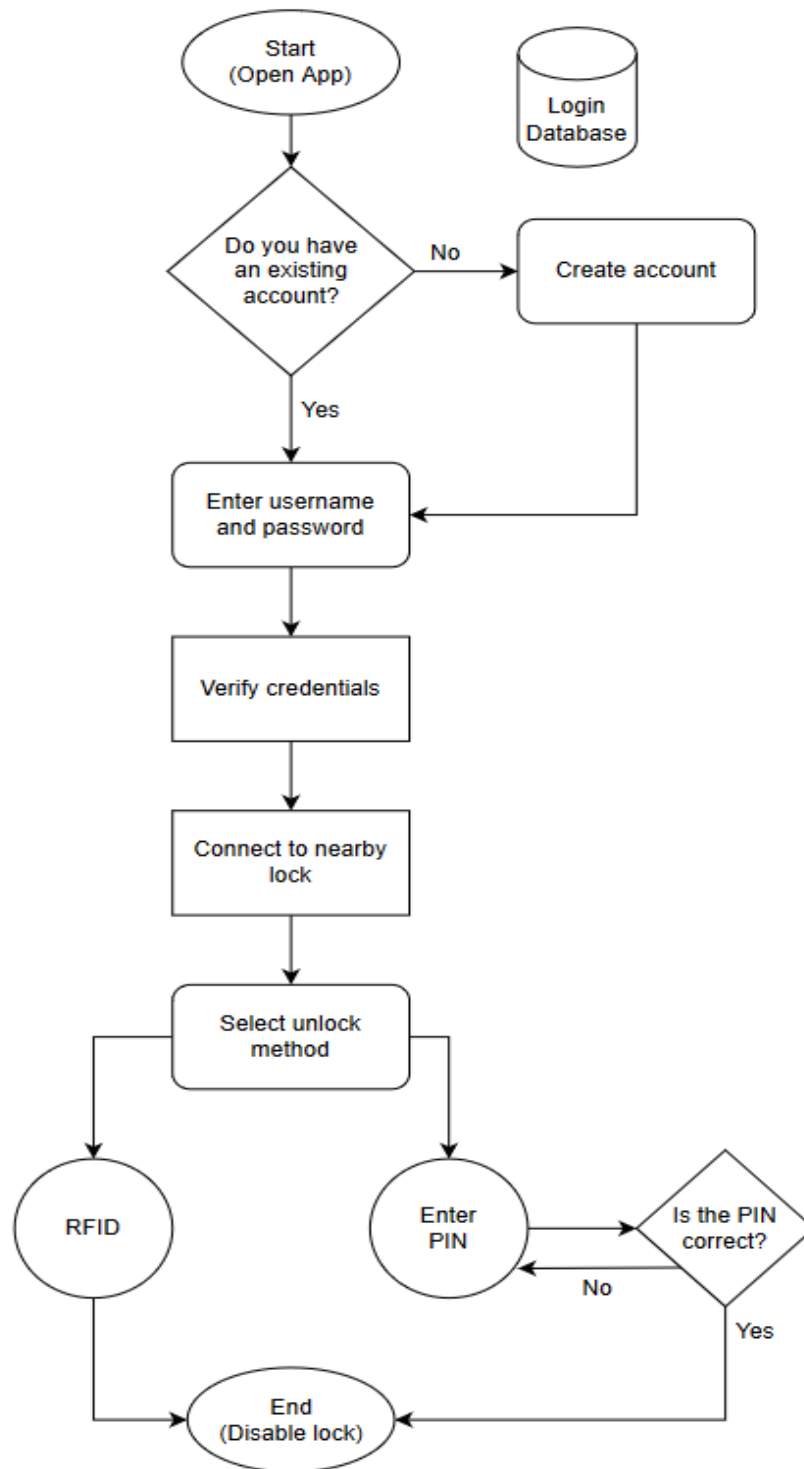 Start
(Open App)
Login
Database
Do you have
an existing
account?
No
Create account
Yes
Enter username
and password
Verify credentials
Connect to nearby
lock
Select unlock
method
RFID
Enter
PIN
Is the PIN
correct?
No
Yes
End
(Disable lock)